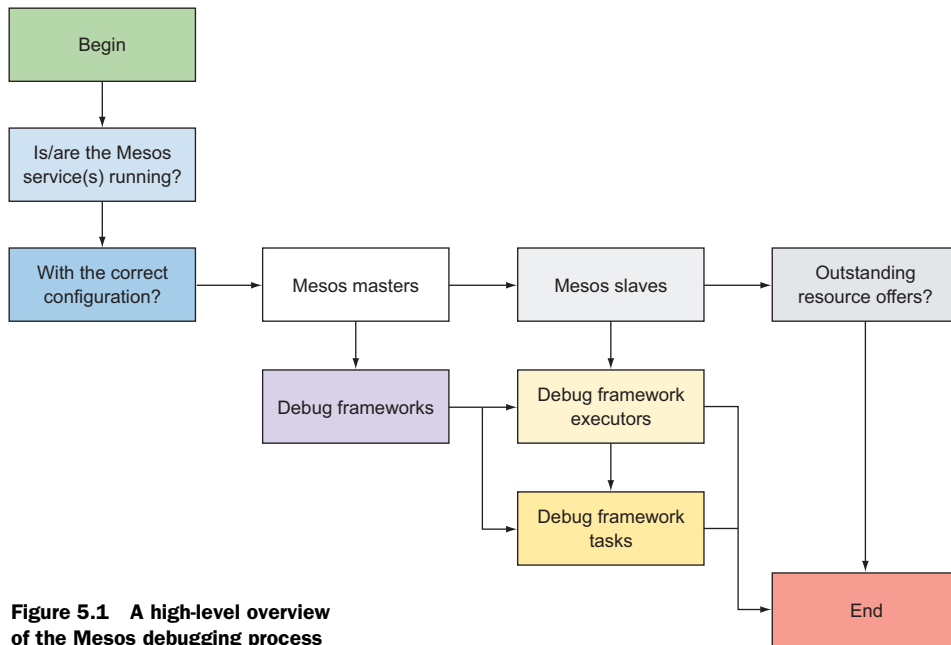 Begin
Is/are the Mesos
service(s) running?
With the correct
configuration?
Mesos masters
Mesos slaves
Outstanding
resource offers?
Debug frameworks
Debug framework
executors
Debug framework
tasks
End
Figure 5.1 A high-level overview
of the Mesos debugging process